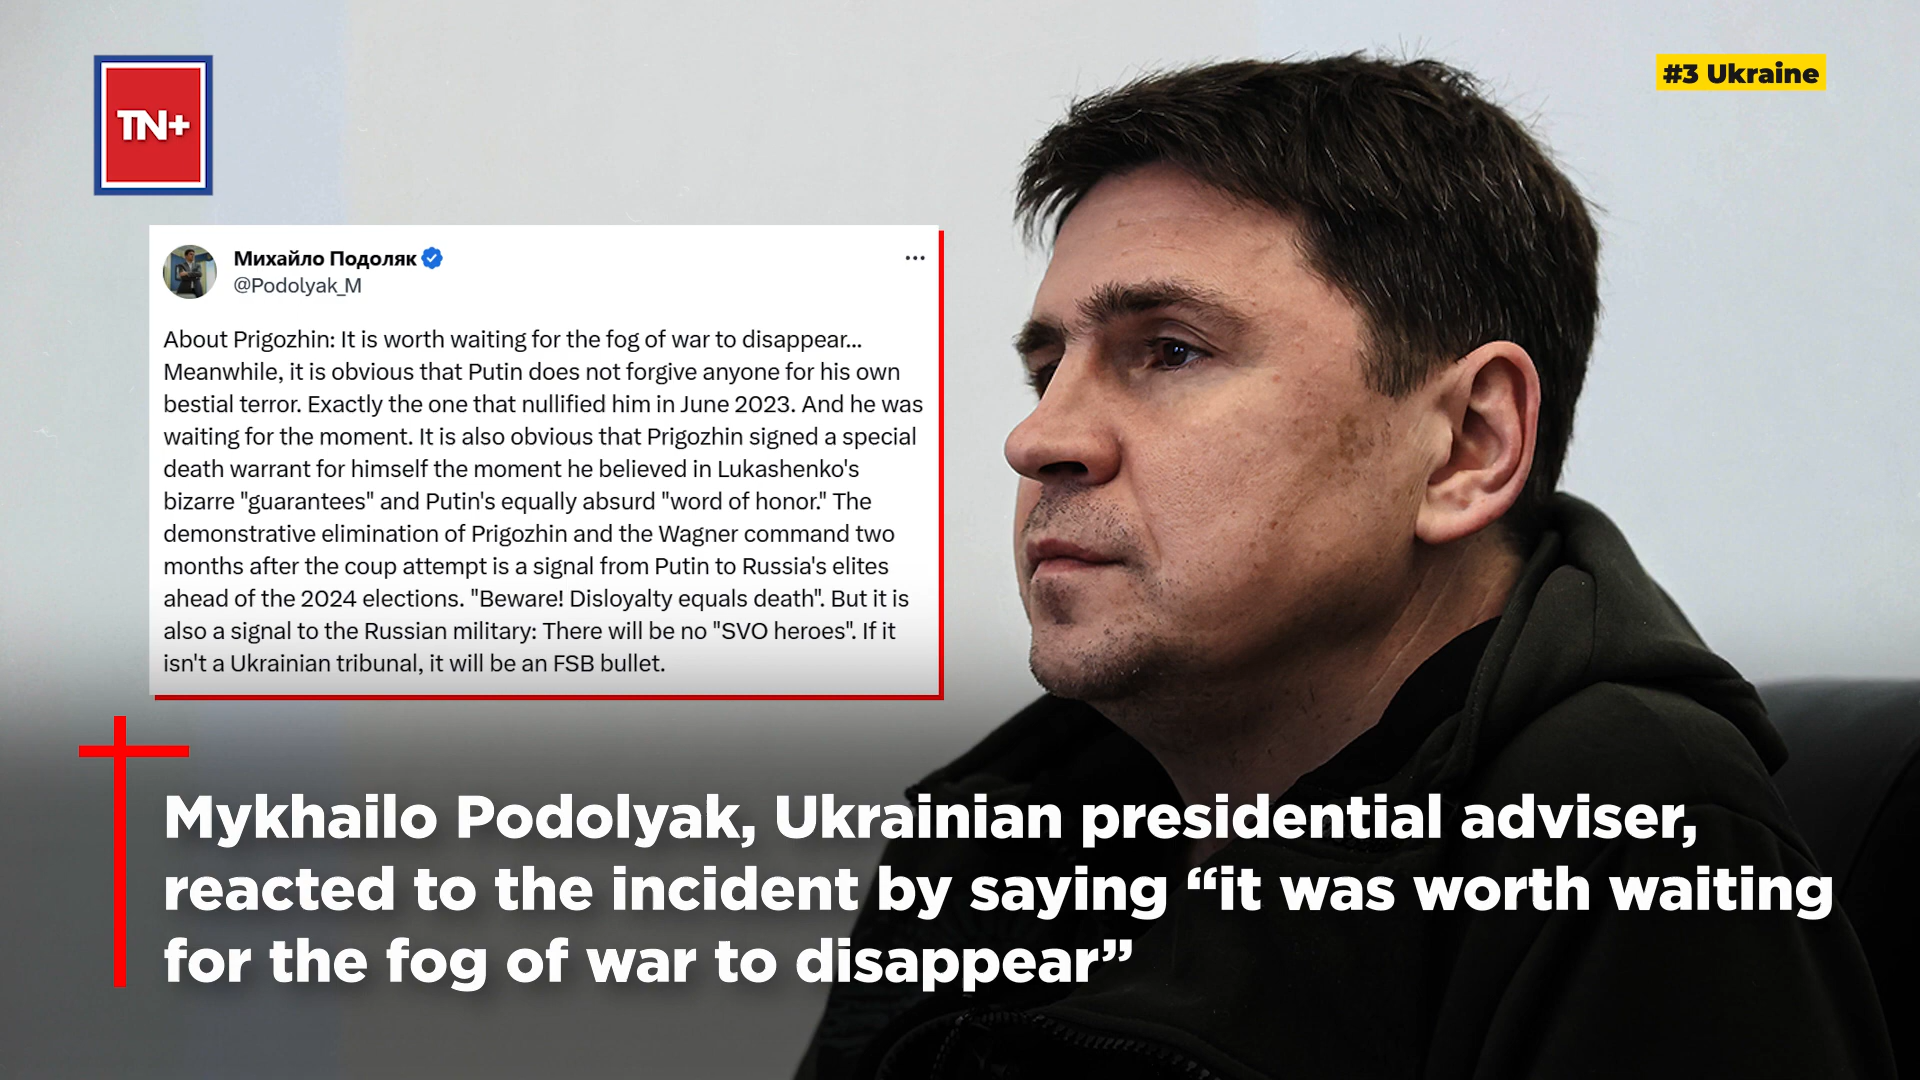 TN+
#3 Ukraine
Михайло Подоляк
@Podolyak_M
About Prigozhin: It is worth waiting for the fog of war to disappear...
Meanwhile, it is obvious that Putin does not forgive anyone for his own
bestial terror. Exactly the one that nullified him in June 2023. And he was
waiting for the moment. It is also obvious that Prigozhin signed a special
death warrant for himself the moment he believed in Lukashenko's
bizarre "guarantees" and Putin's equally absurd "word of honor." The
demonstrative elimination of Prigozhin and the Wagner command two
months after the coup attempt is a signal from Putin to Russia's elites
ahead of the 2024 elections. "Beware! Disloyalty equals death". But it is
also a signal to the Russian military: There will be no "SVO heroes". If it
isn't a Ukrainian tribunal, it will be an FSB bullet.
Mykhailo Podolyak, Ukrainian presidential adviser,
reacted to the incident by saying “it was worth waiting
for the fog of war to disappear”